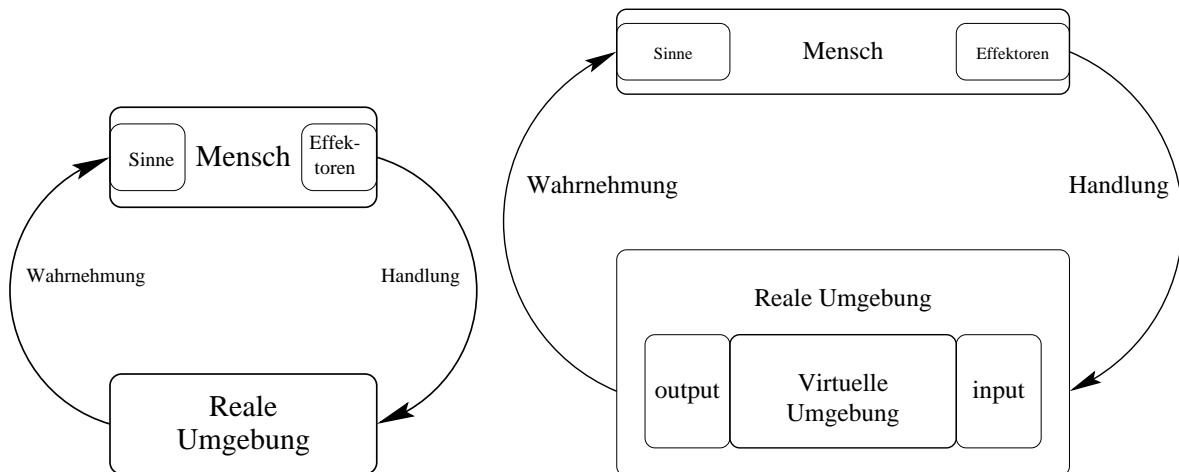 Sinne
Mensch
Effek-
toren
Wahrnehmung
Handlung
Reale
Umgebung
Sinne
Mensch
Effektoren
Wahrnehmung
Handlung
Reale Umgebung
output
Virtuelle
Umgebung
input